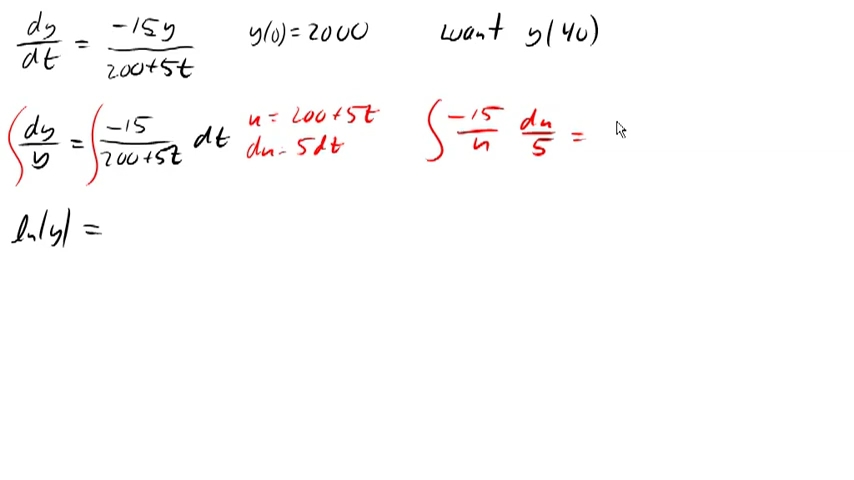 dy/dt = -15y/(200+5t) y(0)=2000 want y(40)
∫ dy/y = ∫ -15/(200+5t) dt u = 200+5t ∫ -15/u du/5 =
du = 5dt
ln|y| =